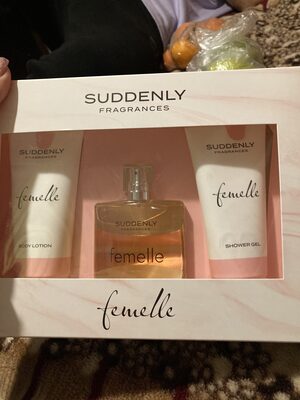 SUDDENLY
FRAGRANCES
SUDDENLY
FRAGRANCES
femelle
BODY LOTION
SUDDENLY
FRAGRANCES
femelle
SUDDENLY
FRAGRANCES
femelle
SHOWER GEL
femelle